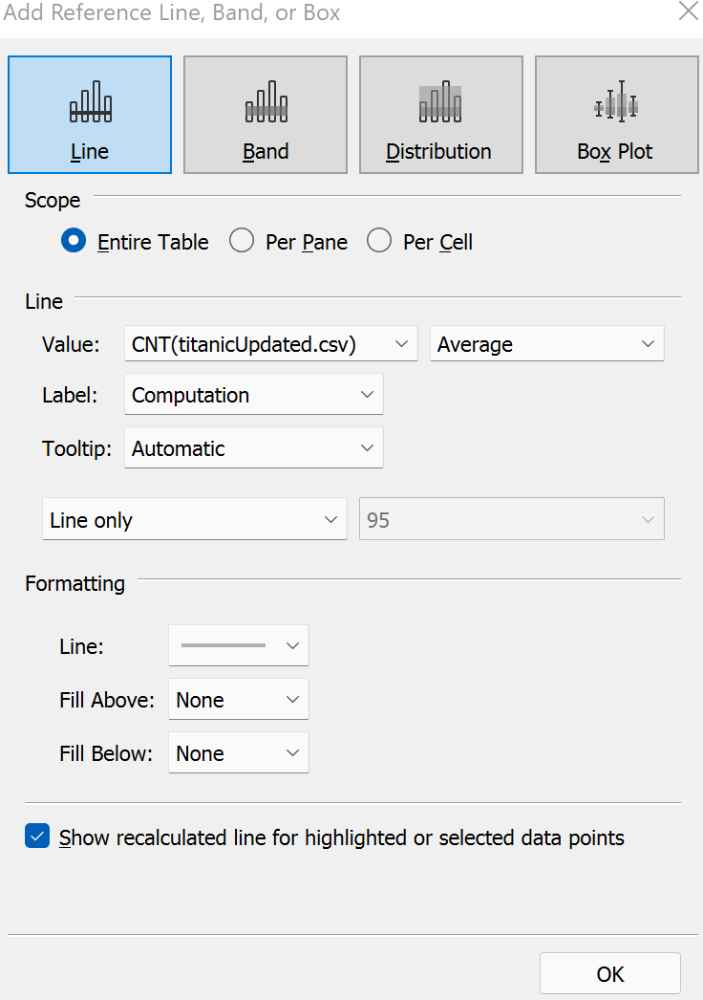 Add Reference Line, Band, or Box
Line Band Distribution Box Plot
Scope
Entire Table Per Pane Per Cell
Line
Value: CNT(titanicUpdated.csv) Average
Label: Computation
Tooltip: Automatic
Line only 95
Formatting
Line:
Fill Above: None
Fill Below: None
Show recalculated line for highlighted or selected data points
OK